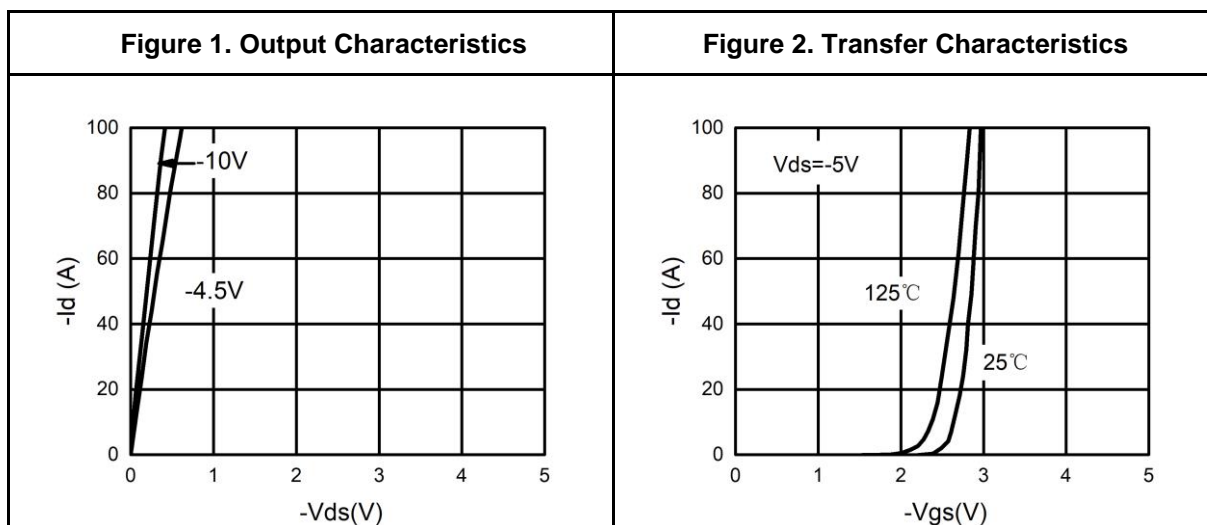 Figure 1. Output Characteristics
100
80
60
40
20
0
-Id (A)
-10V
-4.5V
0 1 2 3 4 5
-Vds(V)
Figure 2. Transfer Characteristics
100
80
60
40
20
0
-Id (A)
Vds=-5V
125℃
25℃
0 1 2 3 4 5
-Vgs(V)